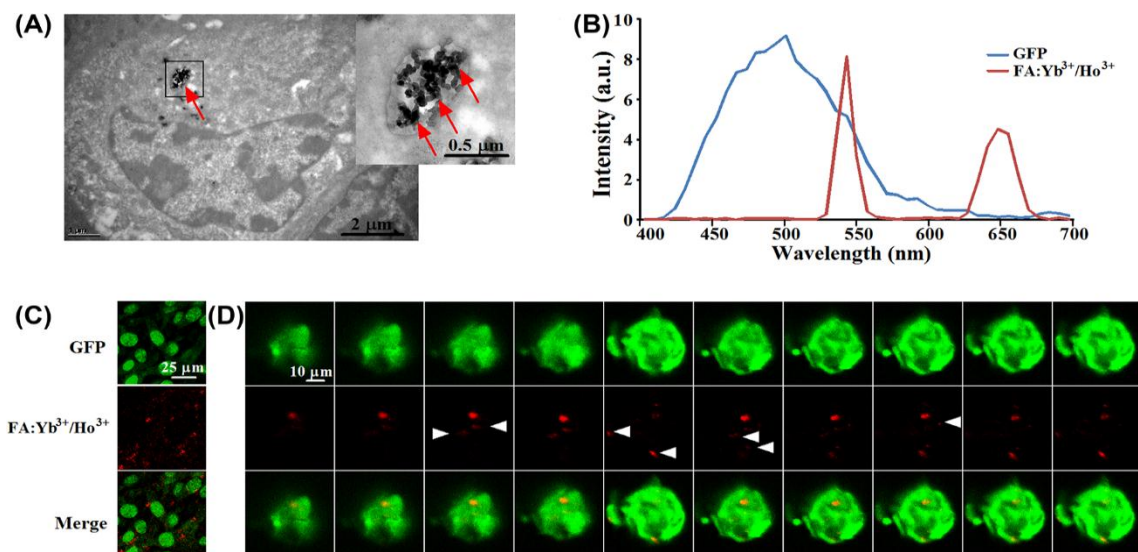 (A)
0.5 μm
2 μm
(B)
Intensity (a.u.)
10
8
6
4
2
0
GFP
FA:Yb³⁺/Ho³⁺
400 450 500 550 600 650 700
Wavelength (nm)
(C)
GFP
25 μm
FA:Yb³⁺/Ho³⁺
Merge
(D)
10 μm